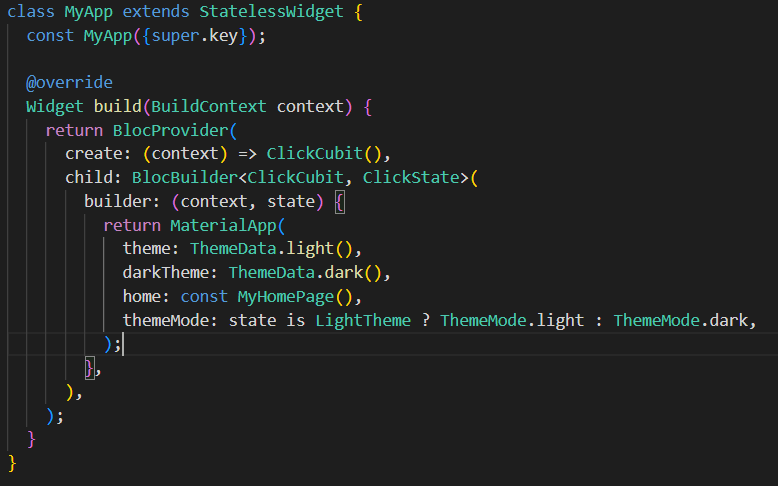 class MyApp extends StatelessWidget {
  const MyApp({super.key});

  @override
  Widget build(BuildContext context) {
    return BlocProvider(
      create: (context) => ClickCubit(),
      child: BlocBuilder<ClickCubit, ClickState>(
        builder: (context, state) {
          return MaterialApp(
            theme: ThemeData.light(),
            darkTheme: ThemeData.dark(),
            home: const MyHomePage(),
            themeMode: state is LightTheme ? ThemeMode.light : ThemeMode.dark,
          );
        },
      ),
    );
  }
}